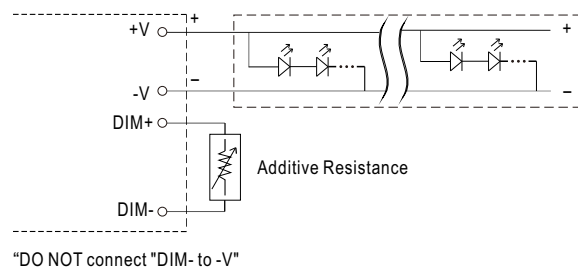 +V
+
+
-V
–
–
DIM+
Additive Resistance
DIM-
“DO NOT connect "DIM- to -V"